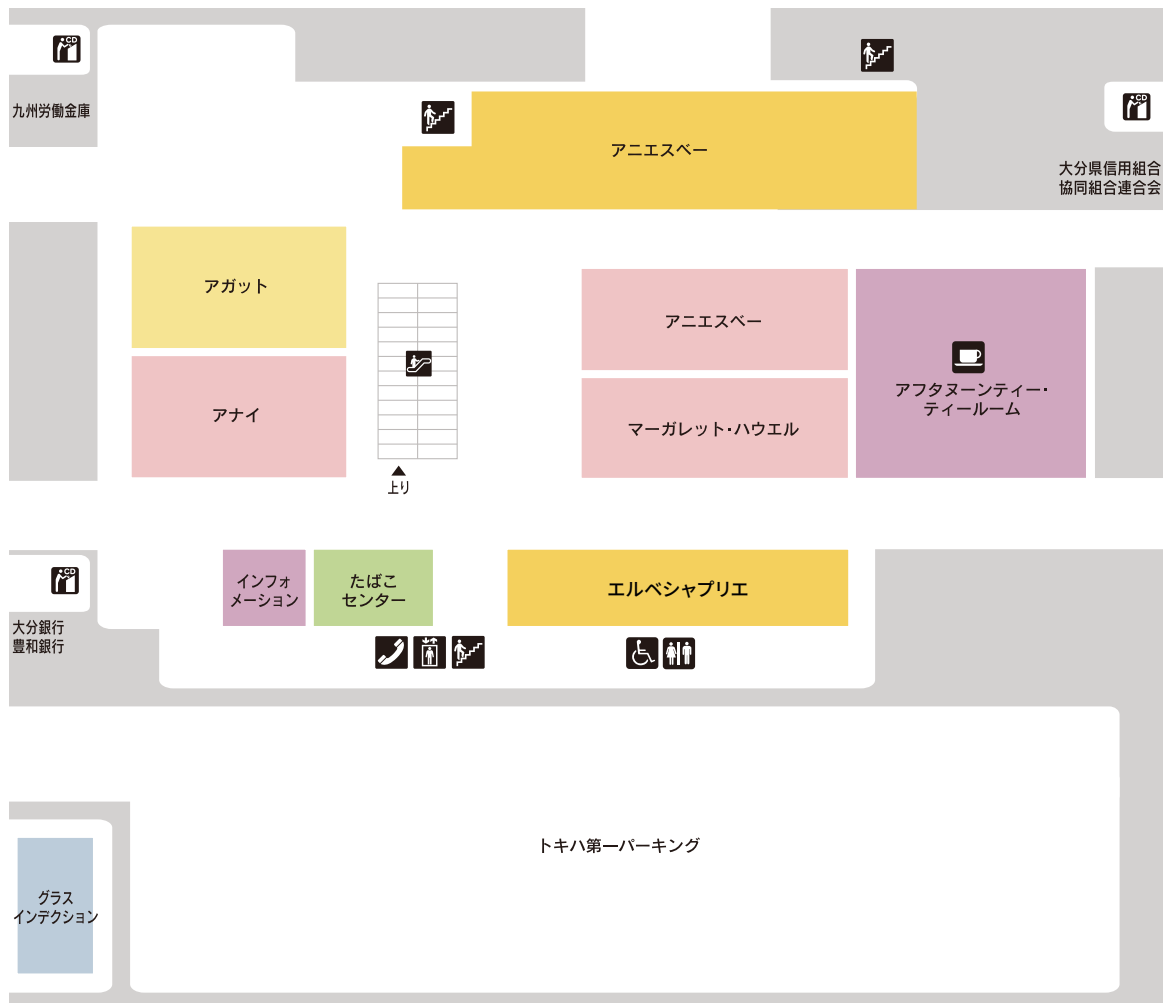 CD
九州労働金庫
アニエスベー
CD
大分県信用組合
協同組合連合会
アガット
アニエスベー
アフタヌーンティー・
ティールーム
アナイ
マーガレット・ハウエル
上り
CD
大分銀行
豊和銀行
インフォ
メーション
たばこ
センター
エルベシャプリエ
トキハ第一パーキング
グラス
インデクション